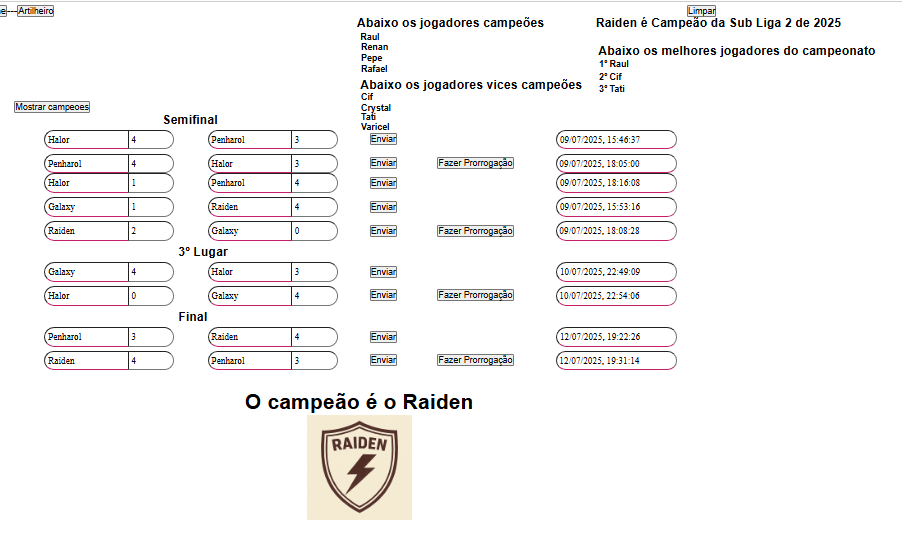 e----Artilheiro
Limpar
Abaixo os jogadores campeões
Raul
Renan
Pepe
Rafael
Abaixo os jogadores vices campeões
Cif
Crystal
Tati
Varicel
Raiden é Campeão da Sub Liga 2 de 2025
Abaixo os melhores jogadores do campeonato
1º Raul
2º Cif
3º Tati
Mostrar campeoes
Semifinal
Halor 4 Penharol 3 Enviar 09/07/2025, 15:46:37
Penharol 4 Halor 3 Enviar Fazer Prorrogação 09/07/2025, 18:05:00
Halor 1 Penharol 4 Enviar 09/07/2025, 18:16:08
Galaxy 1 Raiden 4 Enviar 09/07/2025, 15:53:16
Raiden 2 Galaxy 0 Enviar Fazer Prorrogação 09/07/2025, 18:08:28
3º Lugar
Galaxy 4 Halor 3 Enviar 10/07/2025, 22:49:09
Halor 0 Galaxy 4 Enviar Fazer Prorrogação 10/07/2025, 22:54:06
Final
Penharol 3 Raiden 4 Enviar 12/07/2025, 19:22:26
Raiden 4 Penharol 3 Enviar Fazer Prorrogação 12/07/2025, 19:31:14
O campeão é o Raiden
RAIDEN